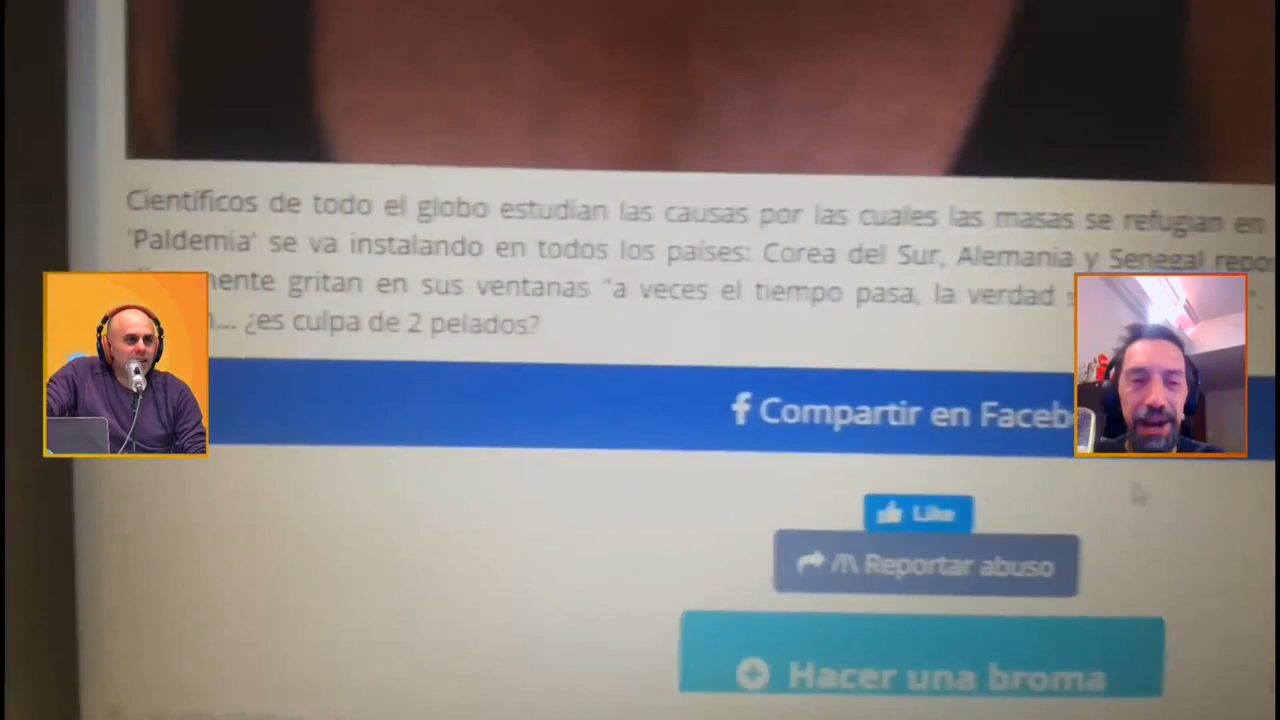 Científicos de todo el globo estudian las causas por las cuales las masas se refugian en
'Paldemia' se va instalando en todos los países: Corea del Sur, Alemania y Senegal repo
mente gritan en sus ventanas "a veces el tiempo pasa, la verdad
... ¿es culpa de 2 pelados?
Compartir en Faceb
Like
/!\ Reportar abuso
Hacer una broma